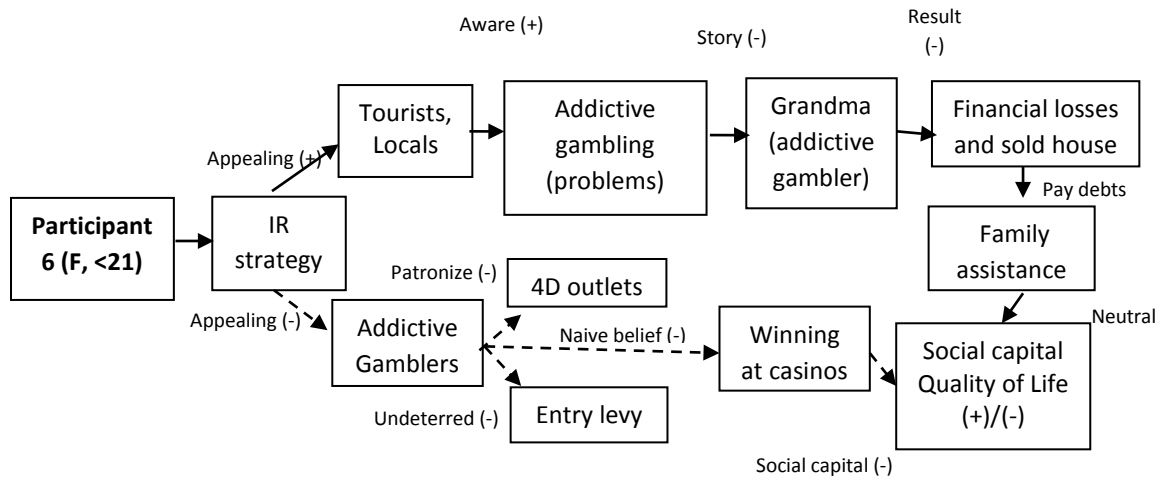 Aware (+)
Story (-)
Result
(-)
Tourists,
Locals
Addictive
gambling
(problems)
Grandma
(addictive
gambler)
Financial losses
and sold house
Appealing (+)
Pay debts
Participant
6 (F, <21)
IR
strategy
Family
assistance
Patronize (-)
4D outlets
Appealing (-)
Addictive
Gamblers
Naive belief (-)
Winning
at casinos
Neutral
Social capital
Quality of Life
(+)/(-)
Undeterred (-)
Entry levy
Social capital (-)